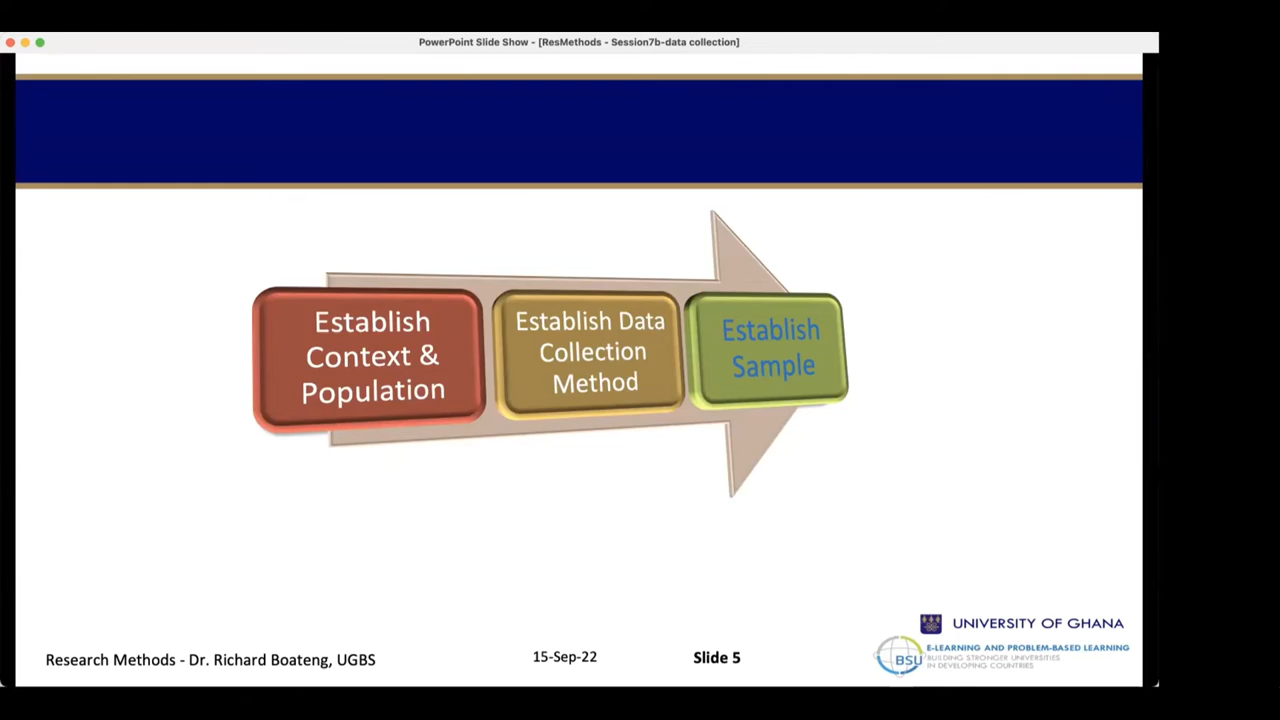 PowerPoint Slide Show - [ResMethods - Session7b-data collection]
Establish
Context &
Population
Establish Data
Collection
Method
Establish
Sample
Research Methods - Dr. Richard Boateng, UGBS
15-Sep-22
Slide 5
UNIVERSITY OF GHANA
BSU
E-LEARNING AND PROBLEM-BASED LEARNING
BUILDING STRONGER UNIVERSITIES
IN DEVELOPING COUNTRIES